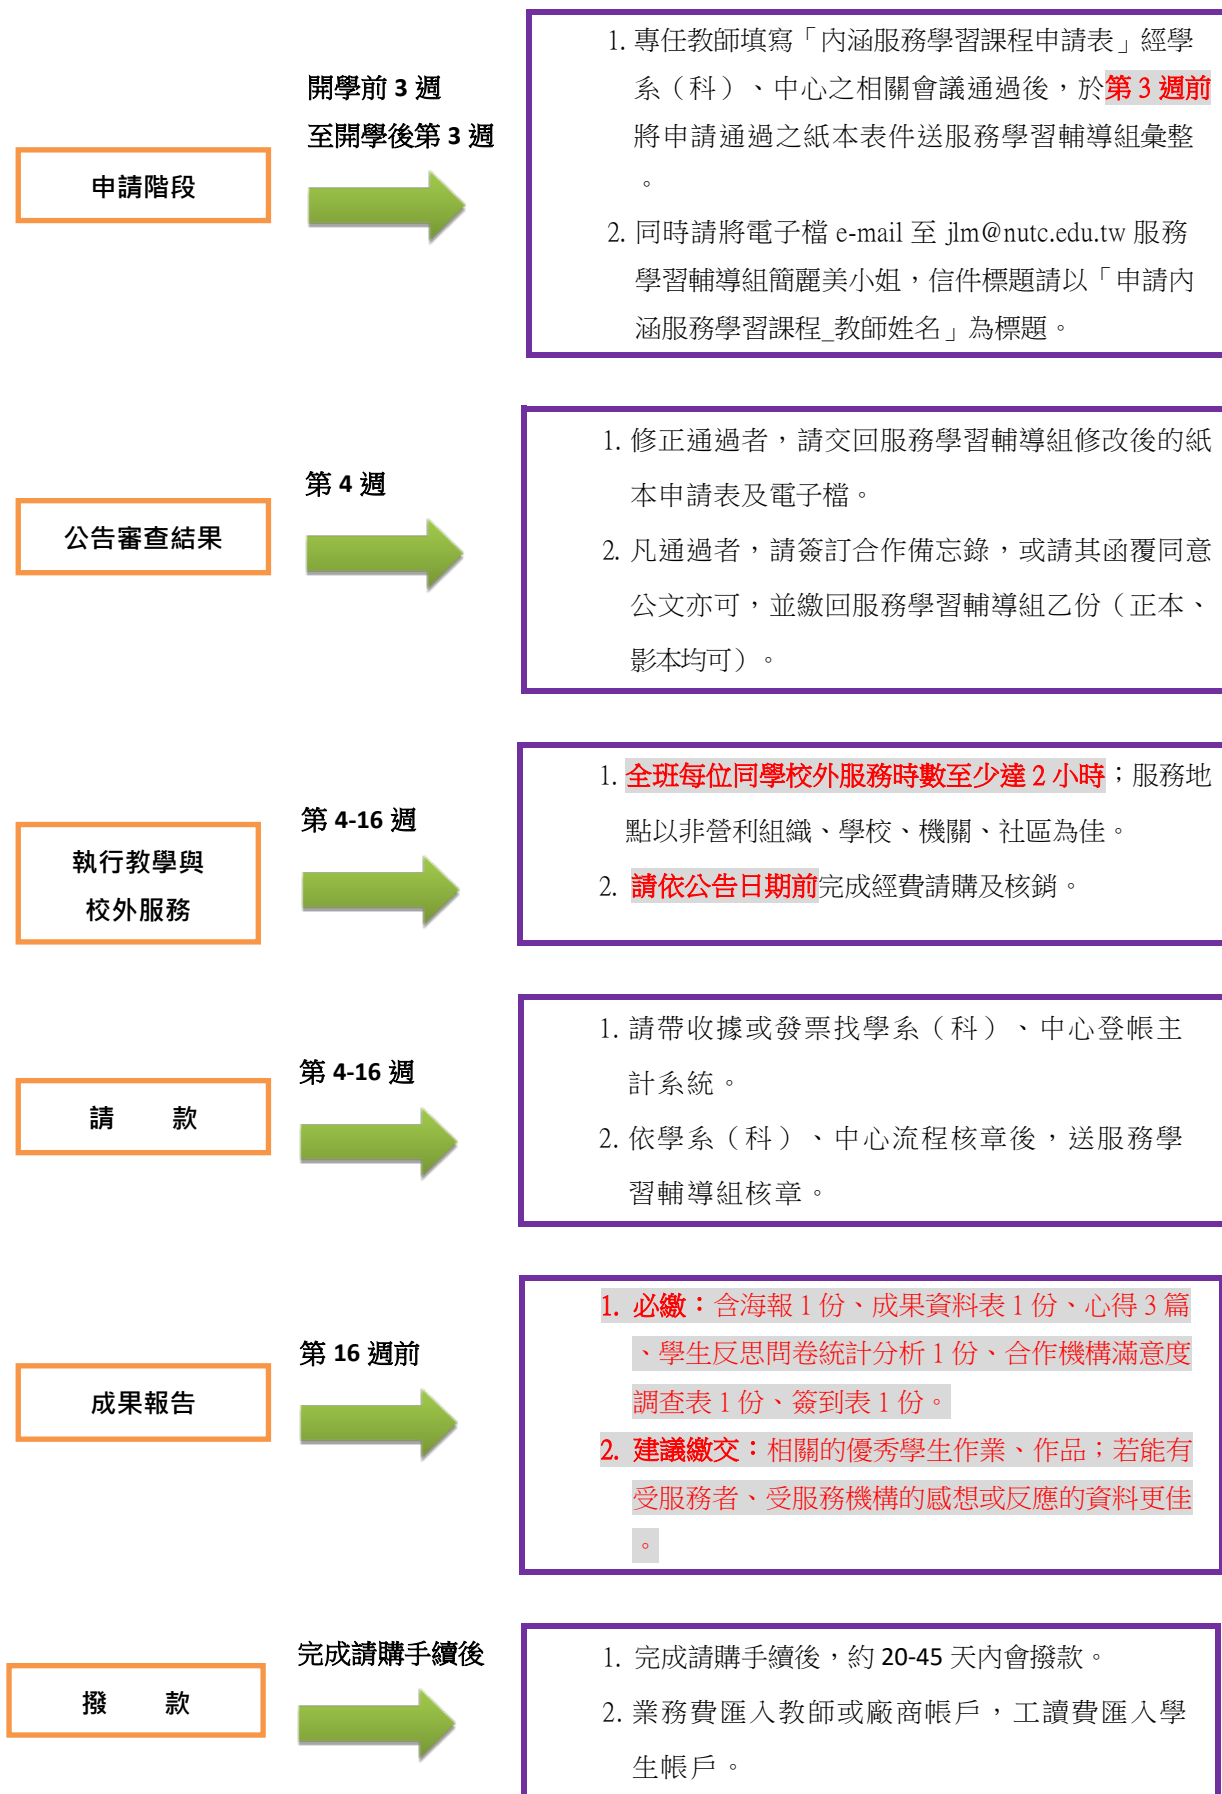 開學前 3 週
至開學後第 3 週
申請階段
1. 專任教師填寫「內涵服務學習課程申請表」經學
系（科）、中心之相關會議通過後，於第 3 週前
將申請通過之紙本表件送服務學習輔導組彙整
。
2. 同時請將電子檔 e-mail 至 jlm@nutc.edu.tw 服務
學習輔導組簡麗美小姐，信件標題請以「申請內
涵服務學習課程_教師姓名」為標題。
第 4 週
公告審查結果
1. 修正通過者，請交回服務學習輔導組修改後的紙
本申請表及電子檔。
2. 凡通過者，請簽訂合作備忘錄，或請其函覆同意
公文亦可，並繳回服務學習輔導組乙份（正本、
影本均可）。
第 4-16 週
執行教學與
校外服務
1. 全班每位同學校外服務時數至少達 2 小時；服務地
點以非營利組織、學校、機關、社區為佳。
2. 請依公告日期前完成經費請購及核銷。
第 4-16 週
請 款
1. 請帶收據或發票找學系（科）、中心登帳主
計系統。
2. 依學系（科）、中心流程核章後，送服務學
習輔導組核章。
第 16 週前
成果報告
1. 必繳：含海報 1 份、成果資料表 1 份、心得 3 篇
、學生反思問卷統計分析 1 份、合作機構滿意度
調查表 1 份、簽到表 1 份。
2. 建議繳交：相關的優秀學生作業、作品；若能有
受服務者、受服務機構的感想或反應的資料更佳
。
完成請購手續後
撥 款
1. 完成請購手續後，約 20-45 天內會撥款。
2. 業務費匯入教師或廠商帳戶，工讀費匯入學
生帳戶。